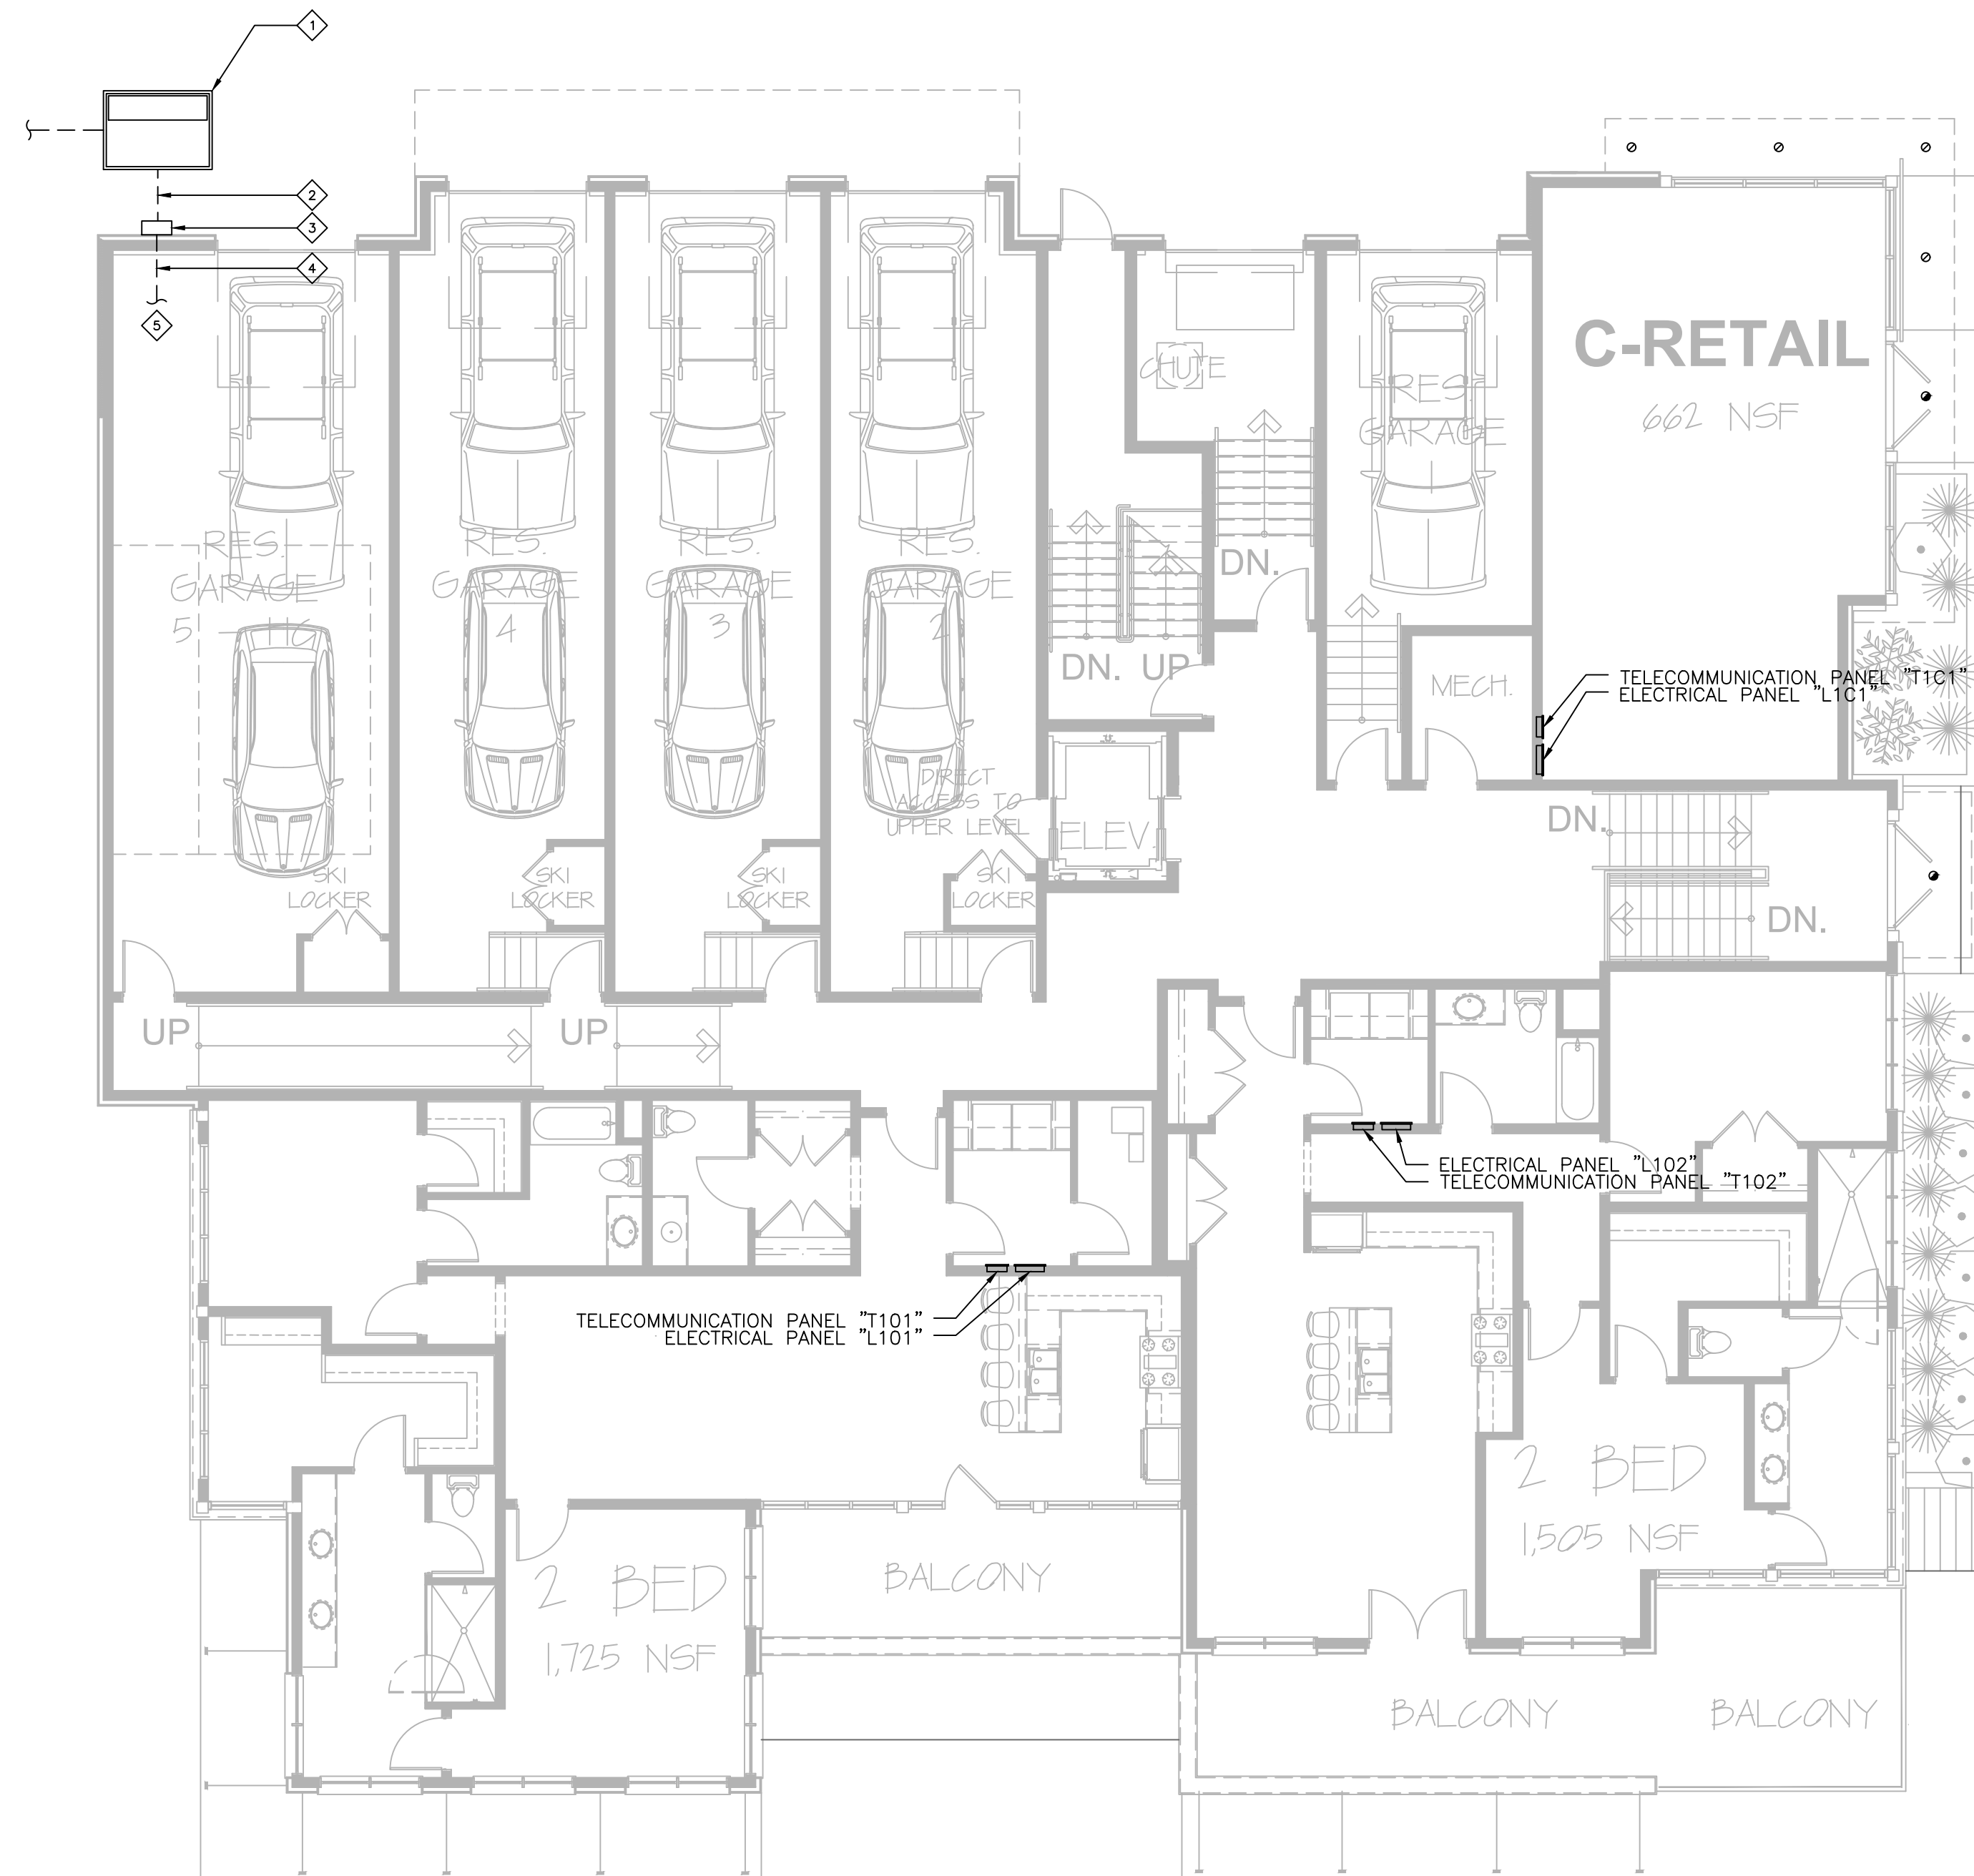 1
2
3
4
5
C-RETAIL
662 NSF
CHUTE
RES.
GARAGE
RES.
GARAGE
5 - HG
RES.
GARAGE
4
RES.
GARAGE
3
RES.
GARAGE
2
DN.
DN. UP
MECH.
TELECOMMUNICATION PANEL "T1C1"
ELECTRICAL PANEL "L1C1"
DIRECT
ACCESS TO
UPPER LEVEL
ELEV.
DN.
DN.
SKI
LOCKER
SKI
LOCKER
SKI
LOCKER
SKI
LOCKER
UP
UP
ELECTRICAL PANEL "L102"
TELECOMMUNICATION PANEL "T102"
TELECOMMUNICATION PANEL "T101"
ELECTRICAL PANEL "L101"
2 BED
1,505 NSF
2 BED
1,725 NSF
BALCONY
BALCONY
BALCONY